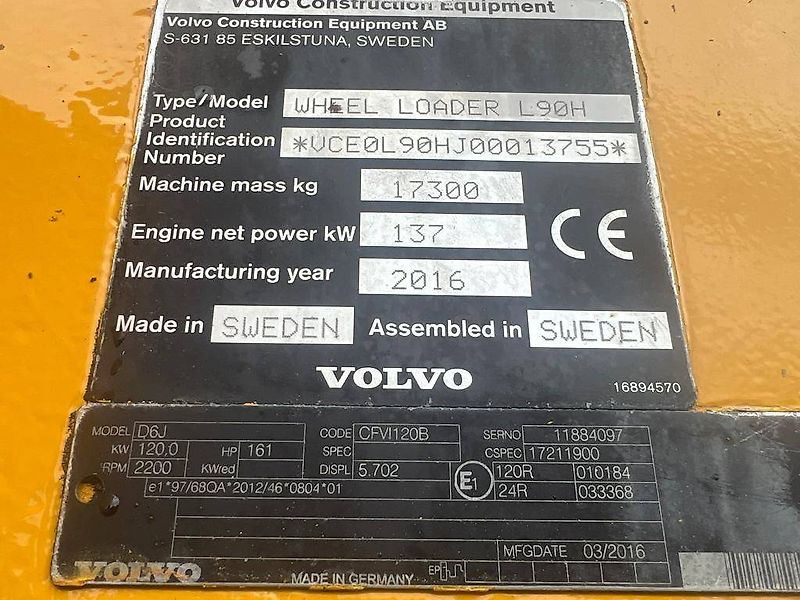 Volvo Construction Equipment
Volvo Construction Equipment AB
S-631 85 ESKILSTUNA, SWEDEN
Type/Model WHEEL LOADER L90H
Product
Identification *VCE0L90HJ00013755*
Number
Machine mass kg 17300
Engine net power kW 137
CE
Manufacturing year 2016
Made in SWEDEN Assembled in SWEDEN
VOLVO
16894570
MODEL D6J CODE CFVI120B SERNO 11884097
KW 120,0 HP 161 SPEC CSPEC 17211900
RPM 2200 KWred DISPL 5.702 E1 120R 010184
e1*97/68QA*2012/46*0804*01 24R 033368
MFGDATE 03/2016
VOLVO MADE IN GERMANY EP